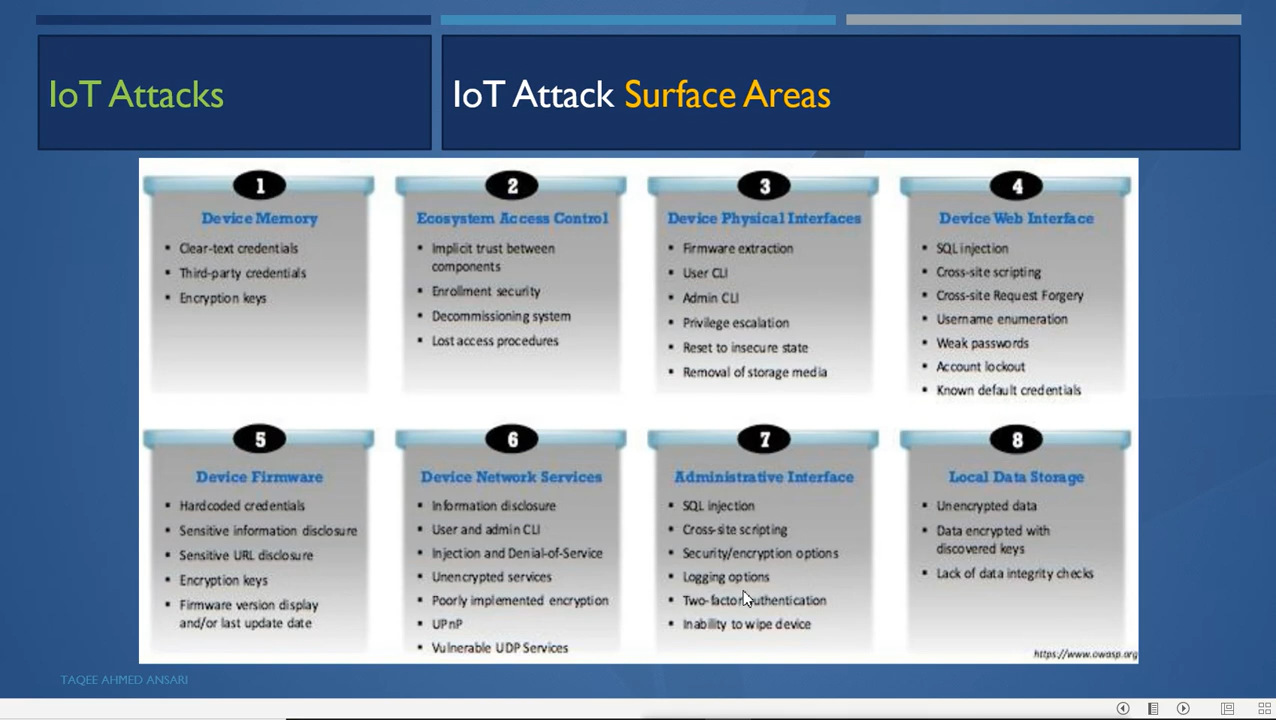 IoT Attacks
IoT Attack Surface Areas
1
Device Memory
▪ Clear-text credentials
▪ Third-party credentials
▪ Encryption keys
2
Ecosystem Access Control
▪ Implicit trust between
components
▪ Enrollment security
▪ Decommissioning system
▪ Lost access procedures
3
Device Physical Interfaces
▪ Firmware extraction
▪ User CLI
▪ Admin CLI
▪ Privilege escalation
▪ Reset to insecure state
▪ Removal of storage media
4
Device Web Interface
▪ SQL injection
▪ Cross-site scripting
▪ Cross-site Request Forgery
▪ Username enumeration
▪ Weak passwords
▪ Account lockout
▪ Known default credentials
5
Device Firmware
▪ Hardcoded credentials
▪ Sensitive information disclosure
▪ Sensitive URL disclosure
▪ Encryption keys
▪ Firmware version display
and/or last update date
6
Device Network Services
▪ Information disclosure
▪ User and admin CLI
▪ Injection and Denial-of-Service
▪ Unencrypted services
▪ Poorly implemented encryption
▪ UPnP
▪ Vulnerable UDP Services
7
Administrative Interface
▪ SQL injection
▪ Cross-site scripting
▪ Security/encryption options
▪ Logging options
▪ Two-factor authentication
▪ Inability to wipe device
8
Local Data Storage
▪ Unencrypted data
▪ Data encrypted with
discovered keys
▪ Lack of data integrity checks
https://www.owasp.org
TAQEE AHMED ANSARI